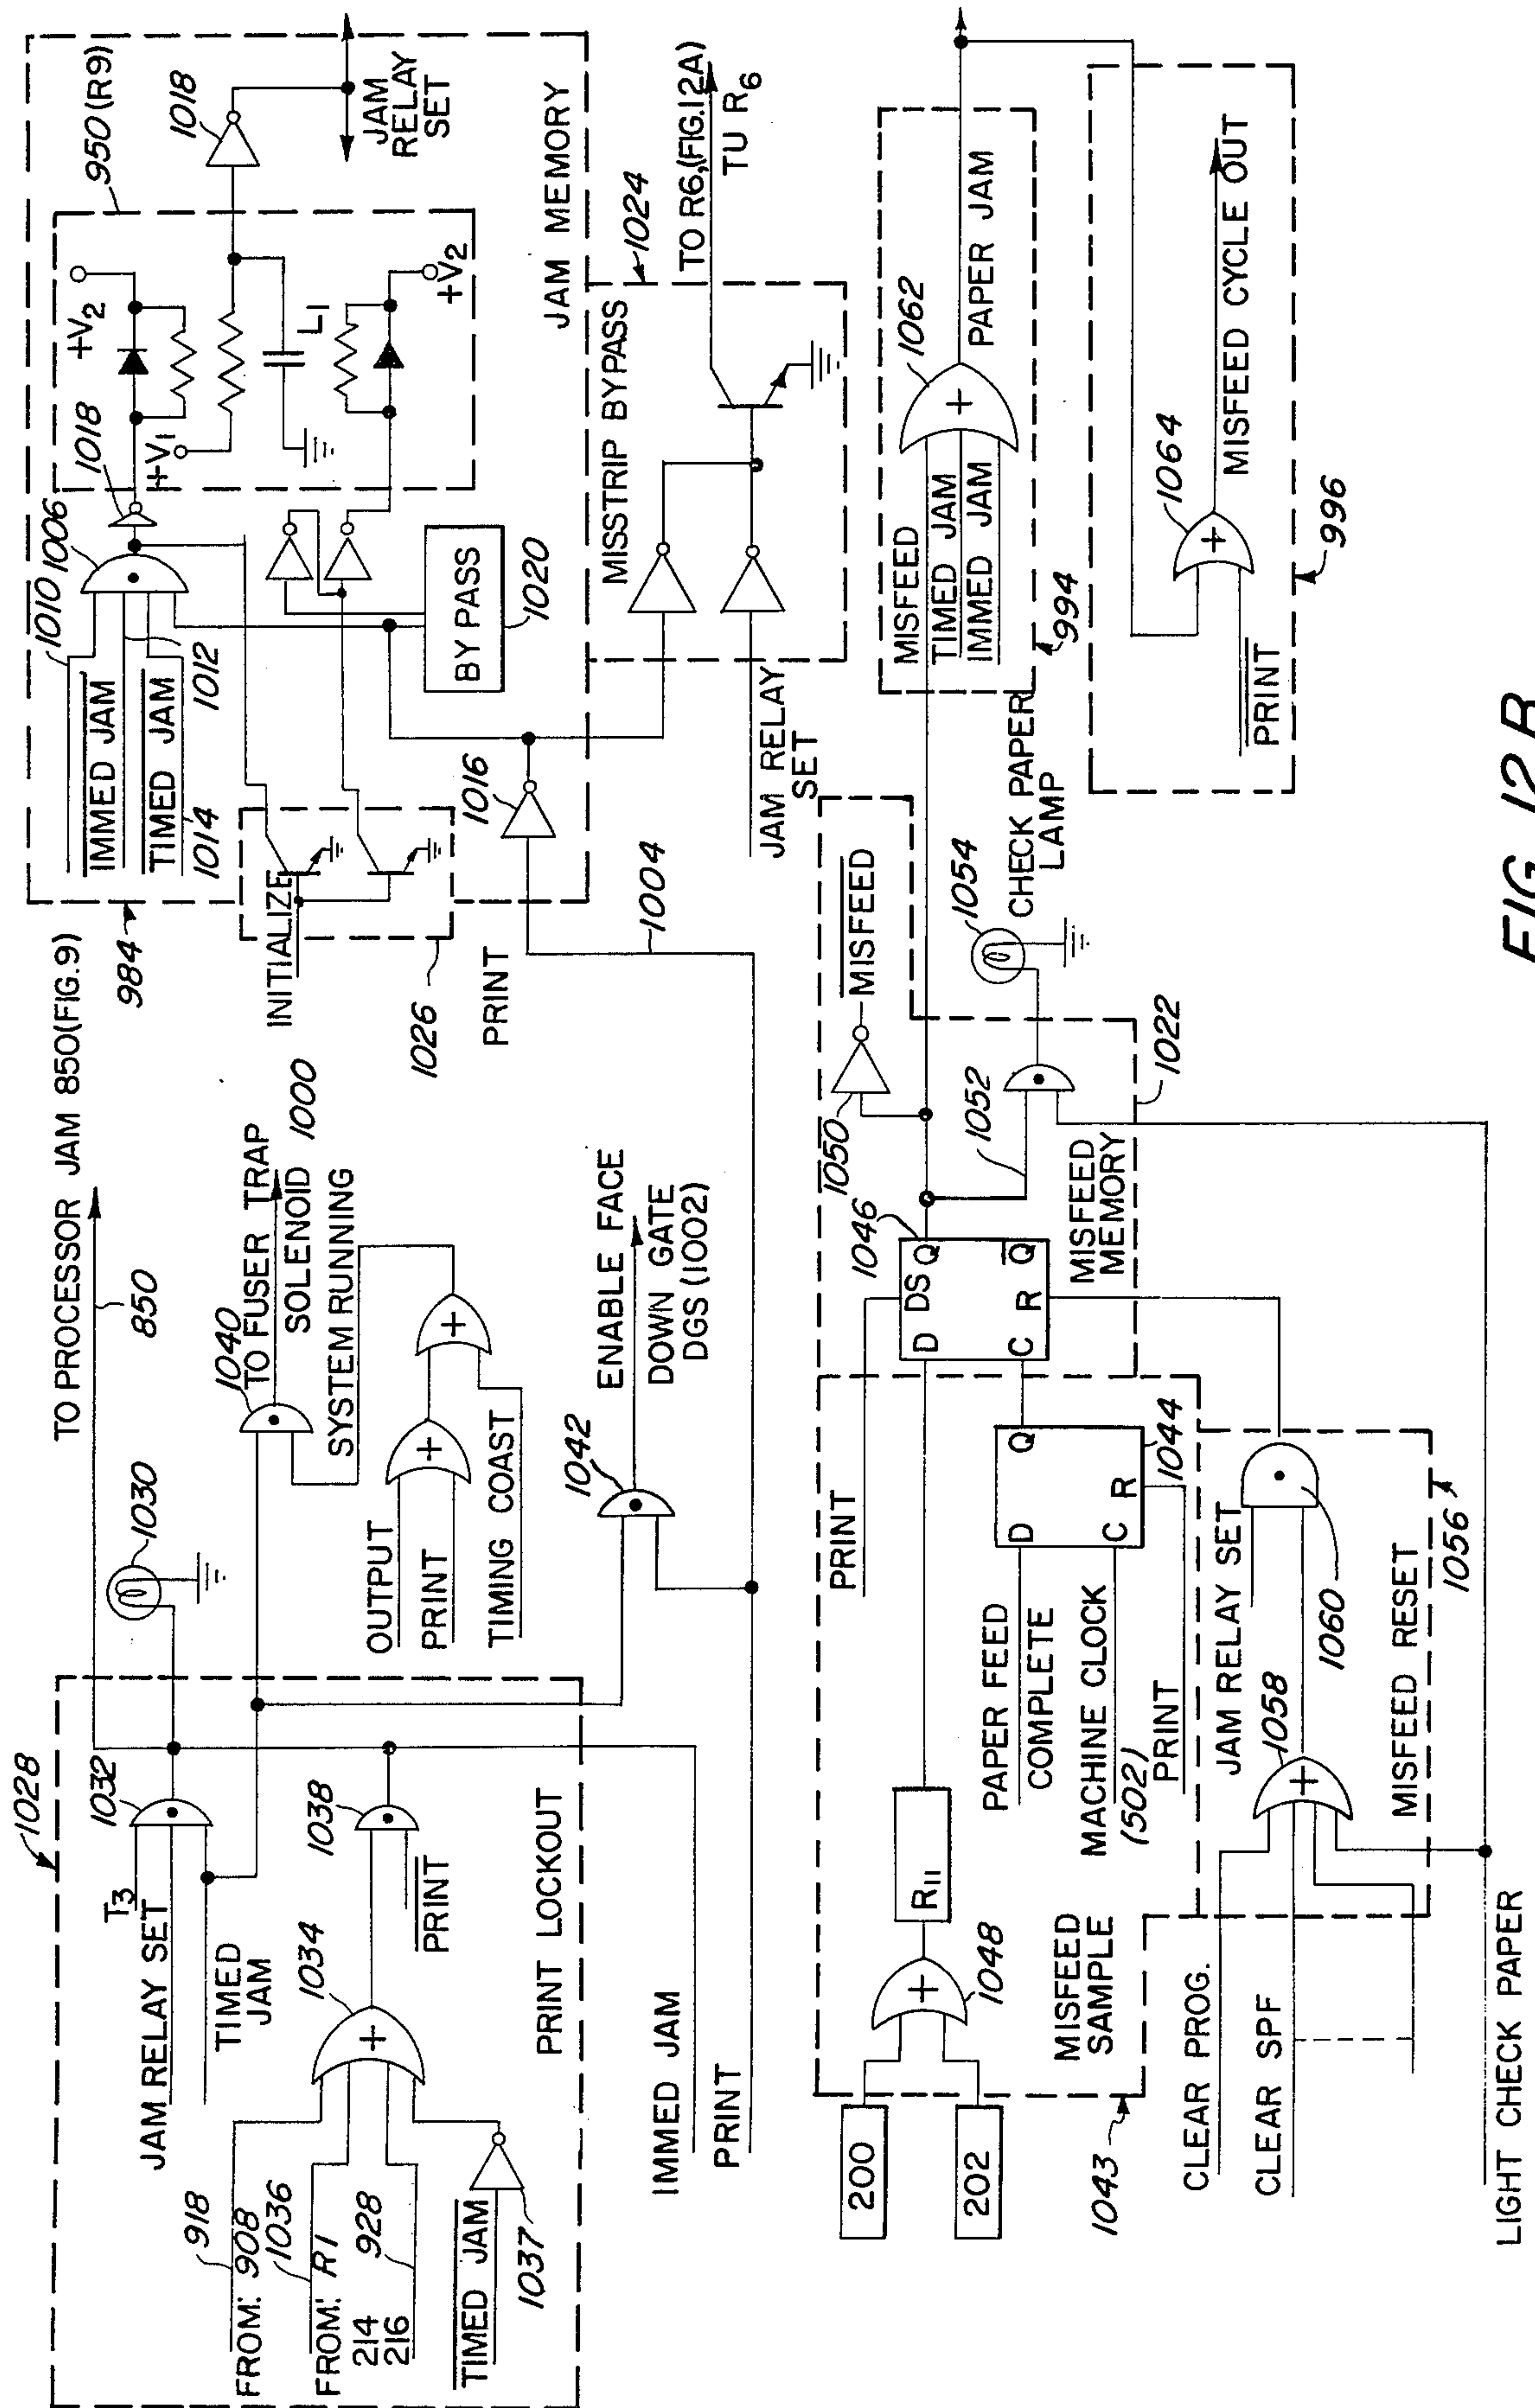 1028
T3
1032
JAM RELAY SET
TIMED
JAM
918
FROM: 908
1036
FROM: R1
214
216
928
1034
1038
PRINT
TIMED JAM
1037
PRINT LOCKOUT
IMMED JAM
PRINT
TO PROCESSOR JAM 850(FIG.9)
850
1030
1040
TO FUSER TRAP
SOLENOID 1000
SYSTEM RUNNING
OUTPUT
PRINT
TIMING COAST
1042
ENABLE FACE
DOWN GATE
DGS (1002)
984
1010
1006
IMMED JAM
1012
TIMED JAM
1014
INITIALIZE
1026
PRINT
1004
1016
1018
+V2
+V1
L1
+V2
950 (R9)
1018
JAM
RELAY
SET
BY PASS
1020
JAM MEMORY
1024
MISSTRIP BYPASS
JAM RELAY
SET
TO R6,(FIG.12A)
TU R6
200
202
1043
1048
R11
MISFEED
SAMPLE
PRINT
PAPER FEED
COMPLETE
MACHINE CLOCK
(502)
PRINT
D
Q
C
R
1044
1046
D
DS
Q
C
R
Q
MISFEED
MEMORY
1050
MISFEED
1052
1022
1054
CHECK PAPER
LAMP
CLEAR PROG.
CLEAR SPF
LIGHT CHECK PAPER
1058
JAM RELAY SET
1060
MISFEED RESET
1056
MISFEED
TIMED JAM
IMMED JAM
1062
PAPER JAM
994
1064
PRINT
MISFEED CYCLE OUT
996
FIG. 12B